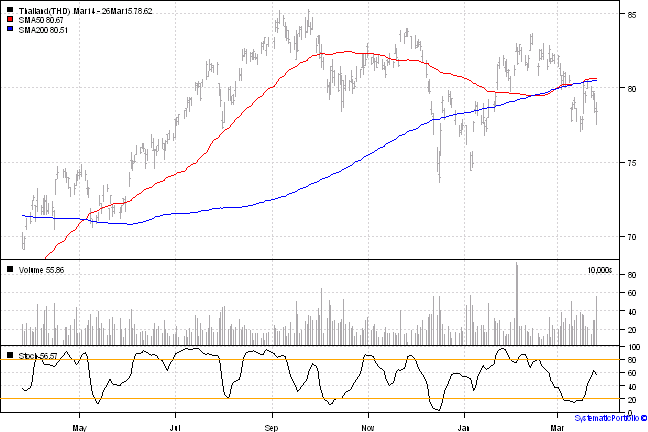 Thailand(THD) Mar14 - 26Mar15 78.62
SMA50 80.67
SMA200 80.51
85
80
75
70
Volume 55.86
10,000s
80
60
40
20
Stock 56.57
100
80
60
40
20
0
May Jul Sep Nov Jan Mar
SystematicPortfolio ©